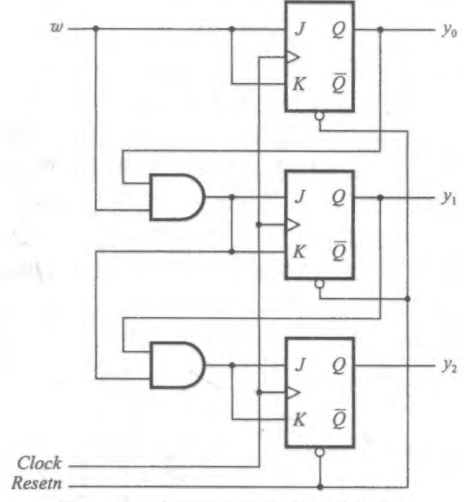 w J Q y₀
K Q̅
J Q y₁
K Q̅
J Q y₂
K Q̅
Clock
Resetn